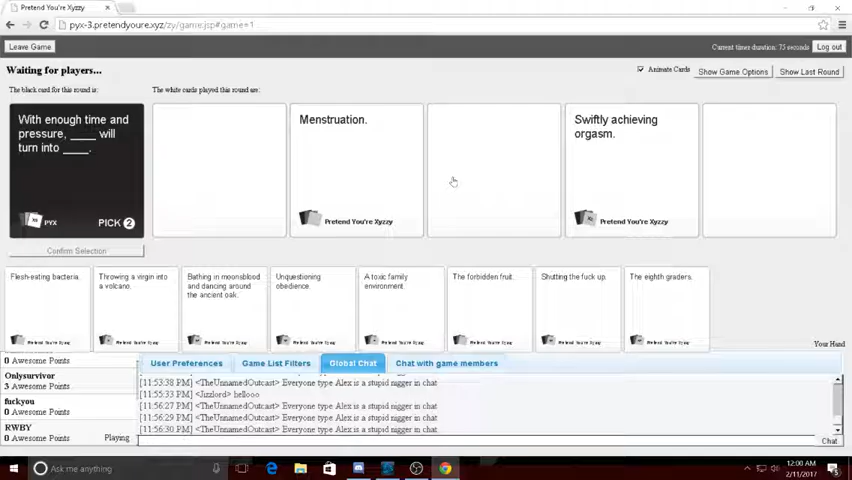 Pretend You're Xyzzy
pyx-3.pretendyoure.xyz/zy/game.jsp#game=1
Leave Game
Current timer duration: 75 seconds
Log out
Waiting for players...
Animate Cards
Show Game Options
Show Last Round
The black card for this round is:
The white cards played this round are:
With enough time and
pressure, ____ will
turn into ____.
PYX
PICK 2
Menstruation.
Pretend You're Xyzzy
Swiftly achieving
orgasm.
Pretend You're Xyzzy
Confirm Selection
Flesh-eating bacteria.
Throwing a virgin into
a volcano.
Bathing in moonsblood
and dancing around
the ancient oak.
Unquestioning
obedience.
A toxic family
environment.
The forbidden fruit.
Shutting the fuck up.
The eighth graders.
Pretend You're Xyzzy
Pretend You're Xyzzy
Pretend You're Xyzzy
Pretend You're Xyzzy
Pretend You're Xyzzy
Pretend You're Xyzzy
Pretend You're Xyzzy
Pretend You're Xyzzy
Your Hand
0 Awesome Points
Onlysurvivor
3 Awesome Points
fuckyou
0 Awesome Points
RWBY
0 Awesome Points
Playing
User Preferences
Game List Filters
Global Chat
Chat with game members
[11:53:38 PM] <TheUnnamedOutcast> Everyone type Alex is a stupid nigger in chat
[11:55:33 PM] <Jizzlord> hellooo
[11:56:27 PM] <TheUnnamedOutcast> Everyone type Alex is a stupid nigger in chat
[11:56:29 PM] <TheUnnamedOutcast> Everyone type Alex is a stupid nigger in chat
[11:56:30 PM] <TheUnnamedOutcast> Everyone type Alex is a stupid nigger in chat
Chat
Ask me anything
12:00 AM
2/11/2017